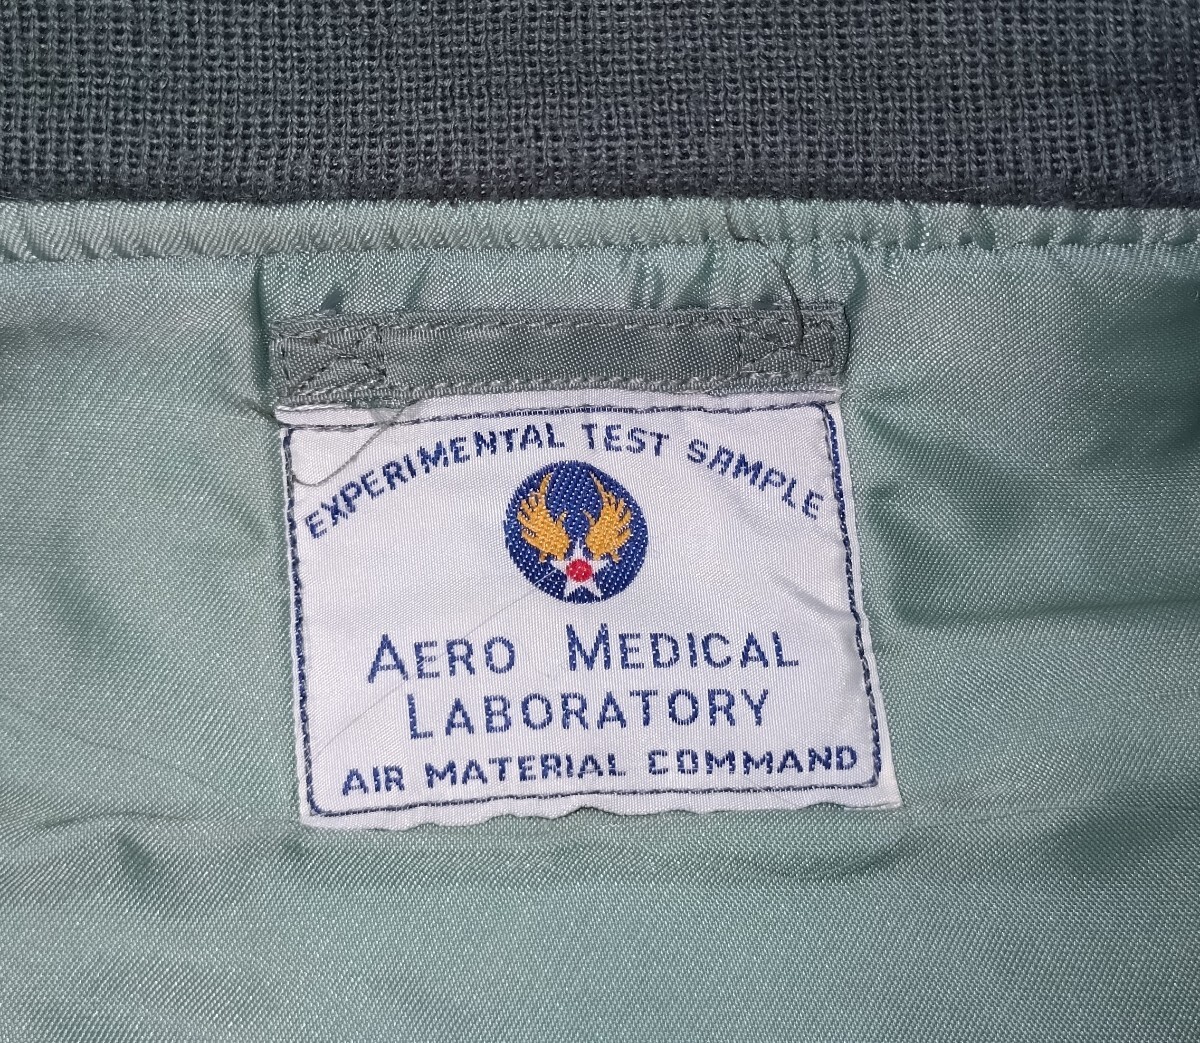 EXPERIMENTAL TEST SAMPLE
AERO MEDICAL
LABORATORY
AIR MATERIAL COMMAND